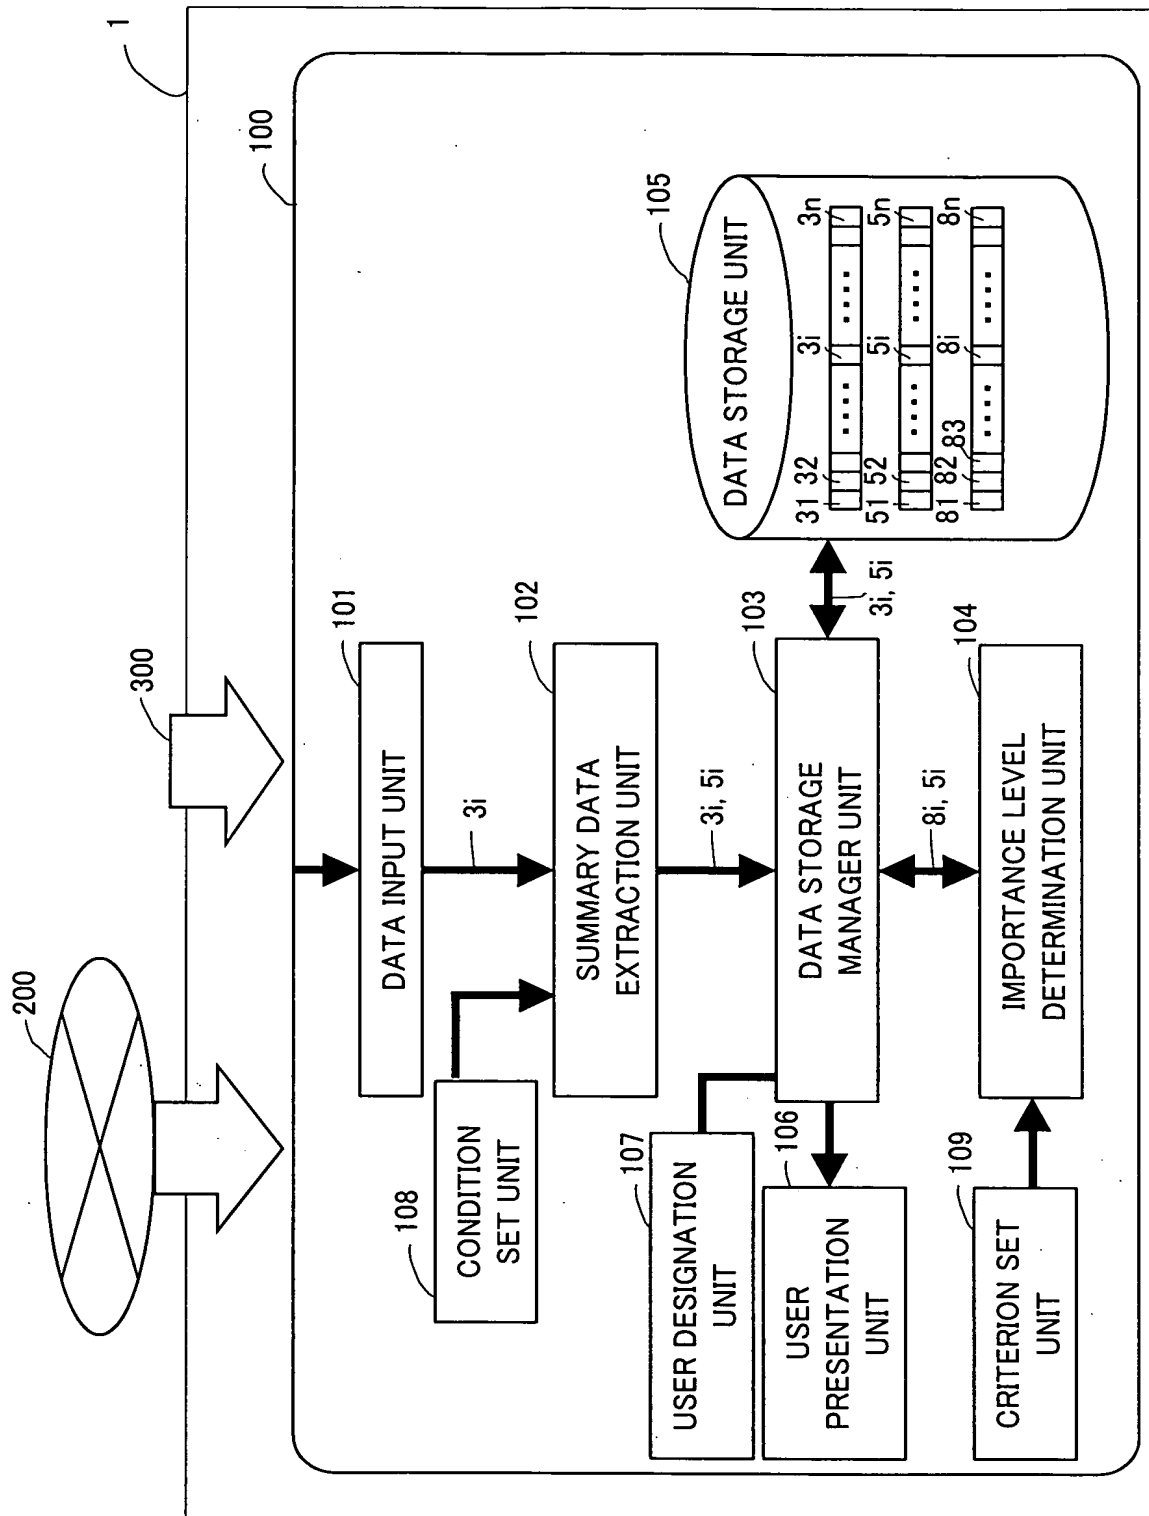 1
200
300
100
101
DATA INPUT UNIT
3i
108
CONDITION
SET UNIT
102
SUMMARY DATA
EXTRACTION UNIT
3i, 5i
107
USER DESIGNATION
UNIT
103
DATA STORAGE
MANAGER UNIT
3i, 5i
105
DATA STORAGE UNIT
31 32 3i 3n
51 52 5i 5n
81 82 83 8i 8n
106
USER
PRESENTATION
UNIT
8i, 5i
109
CRITERION SET
UNIT
104
IMPORTANCE LEVEL
DETERMINATION UNIT